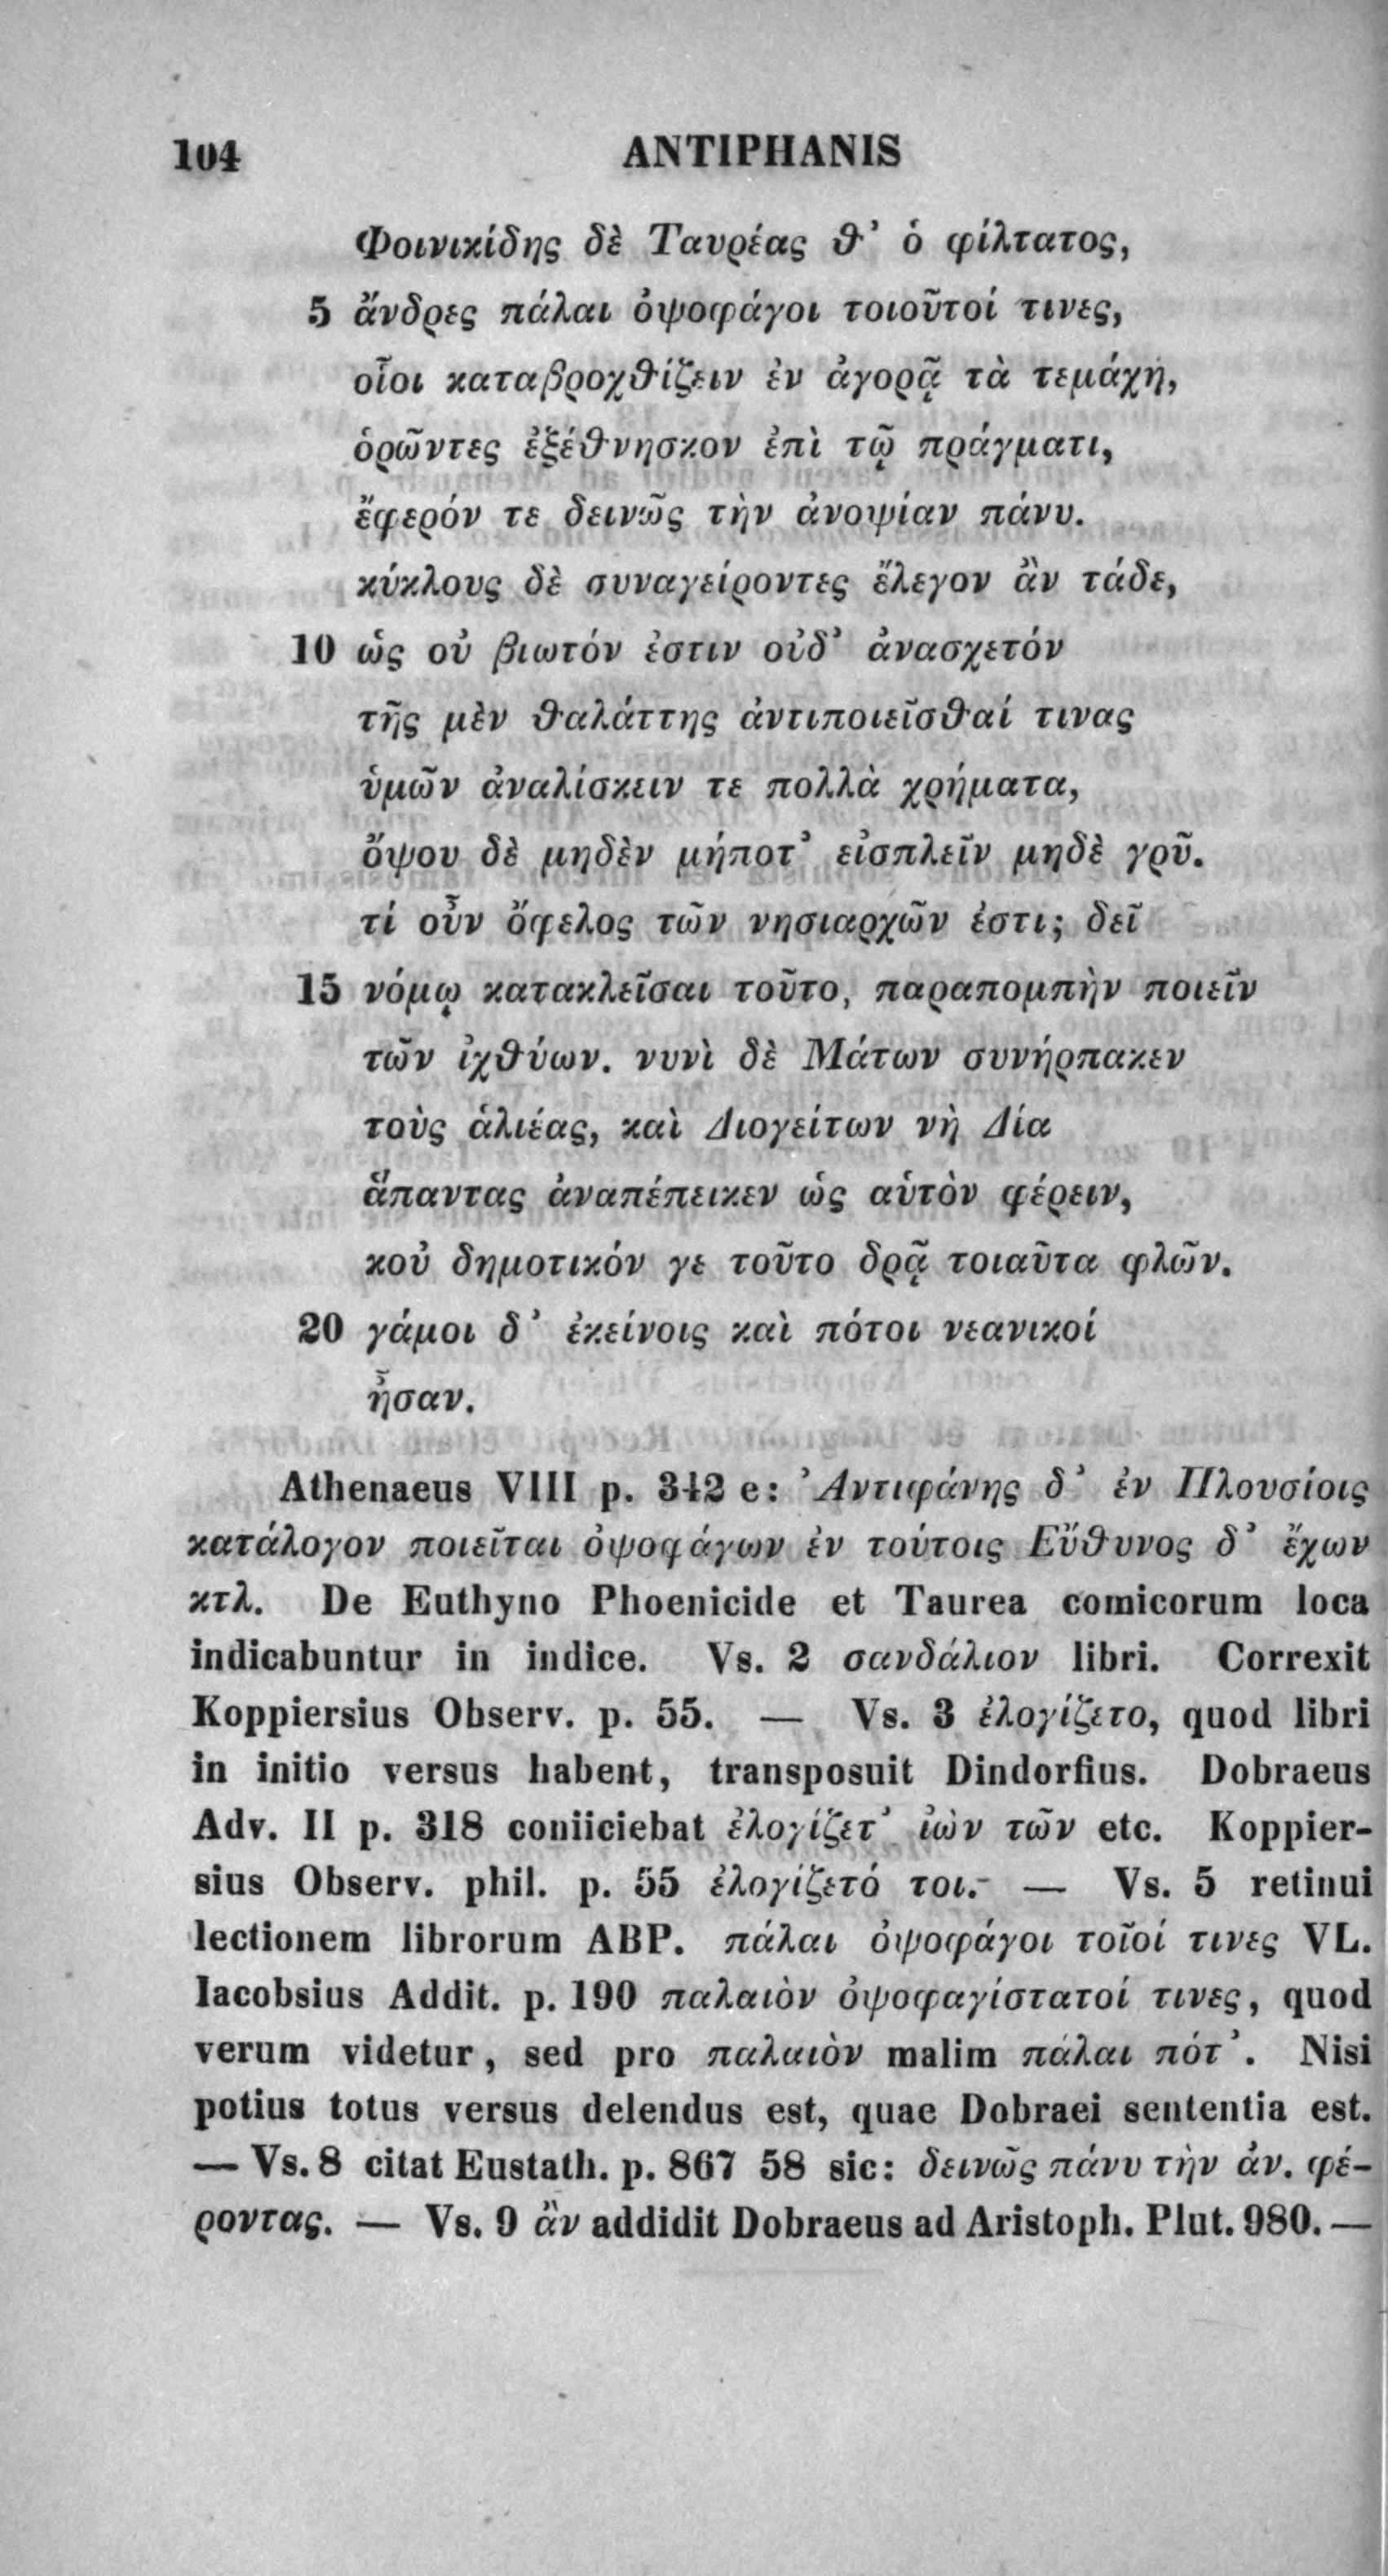 104 ANTIPHANIS
Φοινικίδης δὲ Ταυρέας θ’ ὁ φίλτατος,
5 ἄνδρες πάλαι ὀψοφάγοι τοιοῦτοί τινες,
οἷοι καταβροχθίζειν ἐν ἀγορᾷ τὰ τεμάχη,
ὁρῶντες ἐξέθνησκον ἐπὶ τῷ πράγματι,
ἔφερόν τε δεινῶς τὴν ἀνοψίαν πάνυ.
κύκλους δὲ συναγείροντες ἔλεγον ἂν τάδε,
10 ὡς οὐ βιωτόν ἐστιν οὐδ’ ἀνασχετόν
τῆς μὲν θαλάττης ἀντιποιεῖσθαί τινας
ὑμῶν ἀναλίσκειν τε πολλὰ χρήματα,
ὄψου δὲ μηδὲν μήποτ’ εἰσπλεῖν μηδὲ γρῦ.
τί οὖν ὄφελος τῶν νησιαρχῶν ἐστι; δεῖ
15 νόμῳ κατακλεῖσαι τοῦτο, παραπομπὴν ποιεῖν
τῶν ἰχθύων. νυνὶ δὲ Μάτων συνήρπακεν
τοὺς ἁλιέας, καὶ Διογείτων νὴ Δία
ἅπαντας ἀναπέπεικεν ὡς αὑτὸν φέρειν,
κοὐ δημοτικόν γε τοῦτο δρᾷ τοιαῦτα φλῶν.
20 γάμοι δ’ ἐκείνοις καὶ πότοι νεανικοί
ἦσαν.
Athenaeus VIII p. 342 e: Ἀντιφάνης δ’ ἐν Πλουσίοις
κατάλογον ποιεῖται ὀψοφάγων ἐν τούτοις Εὔθυνος δ’ ἔχων
κτλ. De Euthyno Phoenicide et Taurea comicorum loca
indicabuntur in indice. Vs. 2 σανδάλιον libri. Correxit
Koppiersius Observ. p. 55. — Vs. 3 ἐλογίζετο, quod libri
in initio versus habent, transposuit Dindorfius. Dobraeus
Adv. II p. 318 coniiciebat ἐλογίζετ’ ἰὼν τῶν etc. Koppier-
sius Observ. phil. p. 55 ἐλογίζετό τοι. — Vs. 5 retinui
lectionem librorum ABP. πάλαι ὀψοφάγοι τοῖοί τινες VL.
Iacobsius Addit. p. 190 παλαιὸν ὀψοφαγίστατοί τινες, quod
verum videtur, sed pro παλαιὸν malim πάλαι πότ’. Nisi
potius totus versus delendus est, quae Dobraei sententia est.
— Vs. 8 citat Eustath. p. 867 58 sic: δεινῶς πάνυ τὴν ἀν. φέ-
ροντας. — Vs. 9 ἂν addidit Dobraeus ad Aristoph. Plut. 980. —